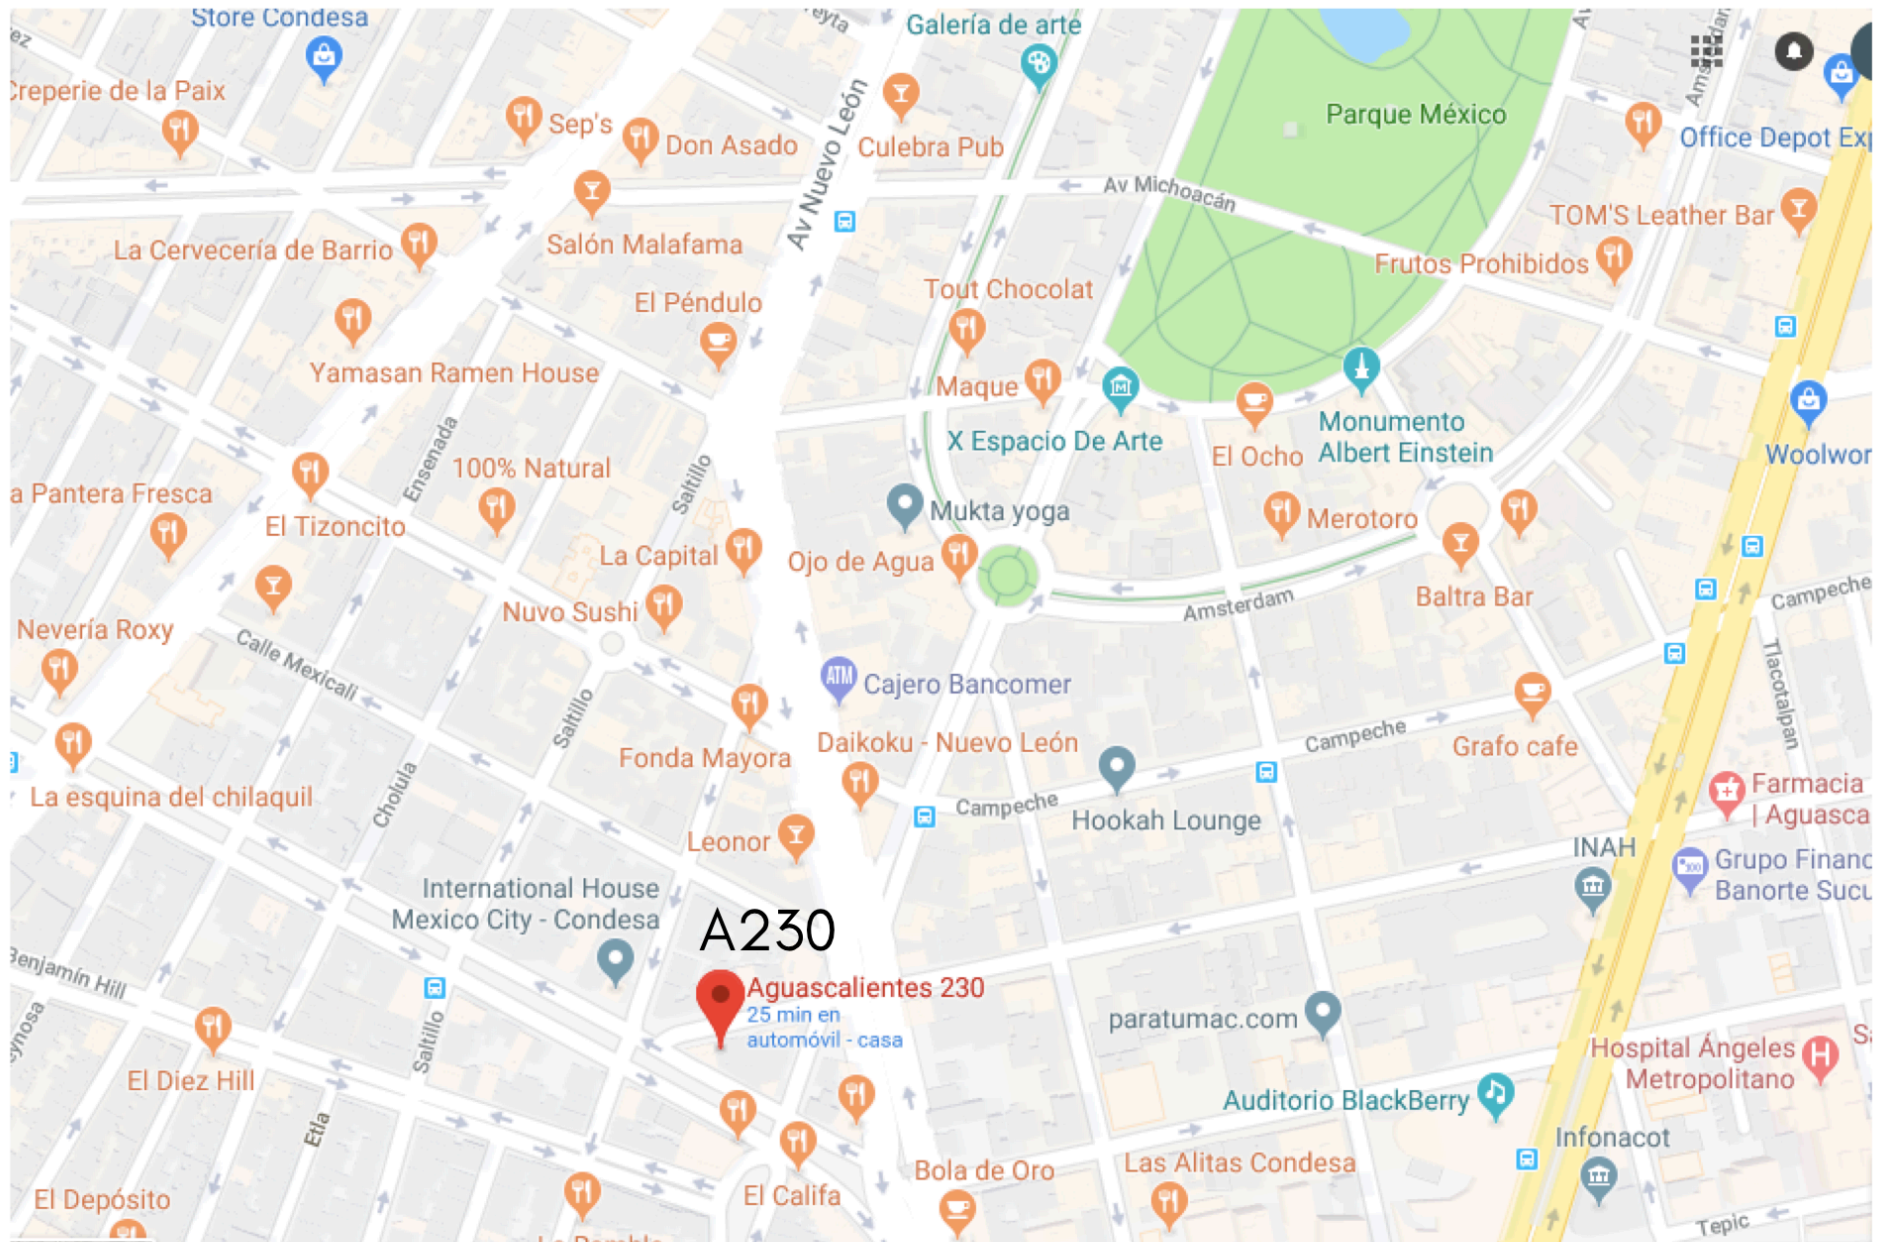 Store Condesa
Galería de arte
Creperie de la Paix
Sep's
Don Asado
Culebra Pub
Av Nuevo León
Parque México
Office Depot
Av Michoacán
TOM'S Leather Bar
La Cervecería de Barrio
Salón Malafama
Frutos Prohibidos
El Péndulo
Tout Chocolat
Yamasan Ramen House
Maque
X Espacio De Arte
El Ocho
Monumento
Albert Einstein
Ensenada
100% Natural
Saltillo
a Pantera Fresca
El Tizoncito
Mukta yoga
Merotoro
La Capital
Ojo de Agua
Nuvo Sushi
Amsterdam
Baltra Bar
Campeche
Nevería Roxy
Calle Mexicali
Tlacotalpan
Saltillo
ATM
Cajero Bancomer
Fonda Mayora
Daikoku - Nuevo León
Campeche
Grafo cafe
La esquina del chilaquil
Cholula
Campeche
Hookah Lounge
Farmacia
| Aguasca
Leonor
INAH
Grupo Financ
Banorte Sucu
International House
Mexico City - Condesa
A230
Benjamín Hill
Aguascalientes 230
25 min en
automóvil - casa
paratumac.com
Saltillo
Hospital Ángeles
Metropolitano
El Diez Hill
Auditorio BlackBerry
Etla
Infonacot
El Depósito
El Califa
Bola de Oro
Las Alitas Condesa
Tepic